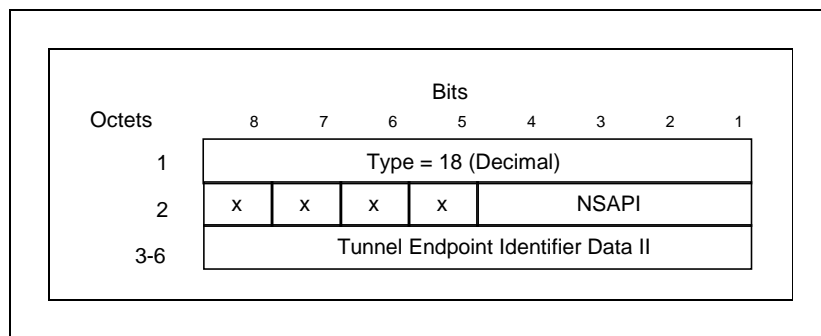 Bits
Octets 8 7 6 5 4 3 2 1
1 Type = 18 (Decimal)
2 x x x x NSAPI
3-6 Tunnel Endpoint Identifier Data II